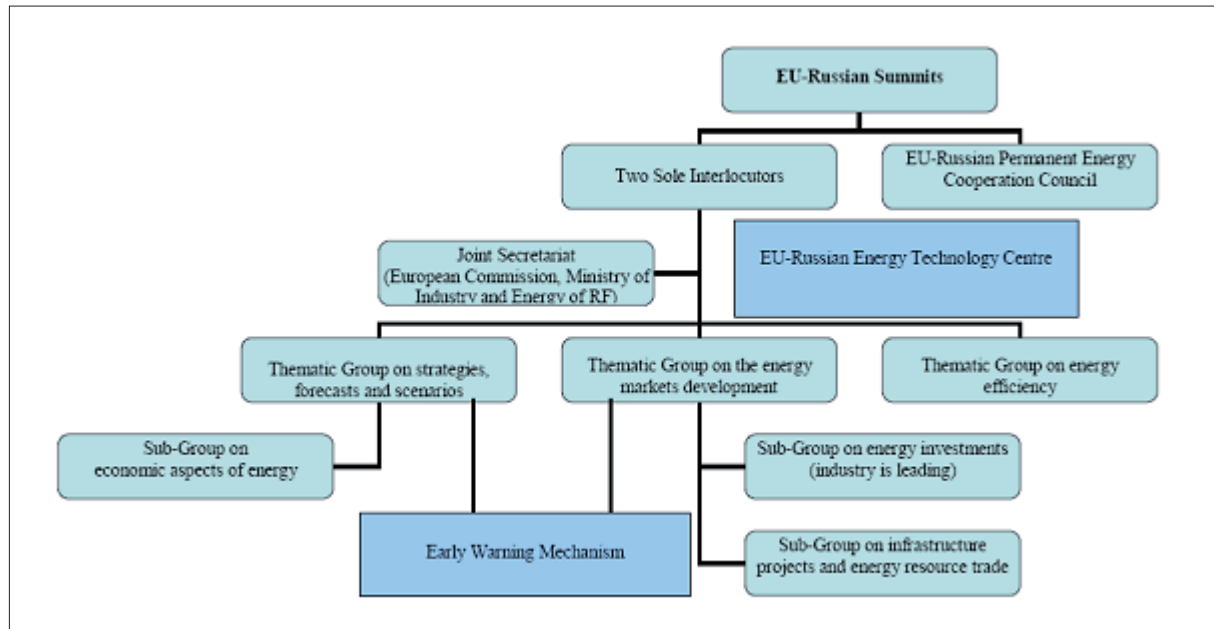 EU-Russian Summits
Two Sole Interlocutors
EU-Russian Permanent Energy
Cooperation Council
EU-Russian Energy Technology Centre
Joint Secretariat
(European Commission, Ministry of
Industry and Energy of RF)
Thematic Group on strategies,
forecasts and scenarios
Thematic Group on the energy
markets development
Thematic Group on energy
efficiency
Sub-Group on
economic aspects of energy
Sub-Group on energy investments
(industry is leading)
Early Warning Mechanism
Sub-Group on infrastructure
projects and energy resource trade